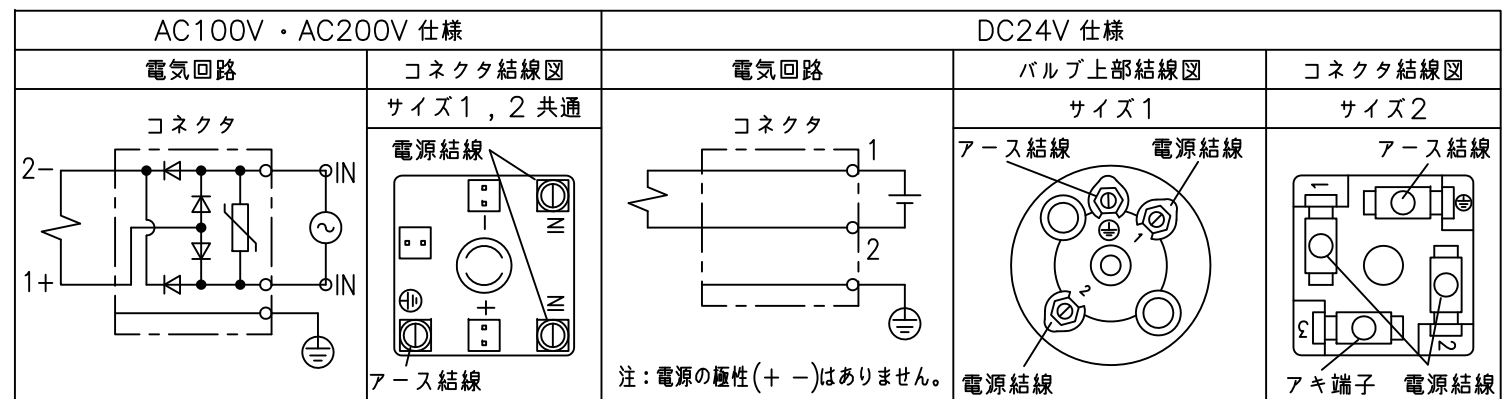 AC100V ・ AC200V 仕様
DC24V 仕様
電気回路
コネクタ結線図
電気回路
バルブ上部結線図
コネクタ結線図
コネクタ
2−
IN
1+
IN
サイズ1 , 2 共通
電源結線
IN
−
+
IN
アース結線
コネクタ
1
2
注：電源の極性(+ −)はありません。
サイズ1
アース結線
電源結線
1
2
電源結線
サイズ2
アース結線
1
3
2
アキ端子
電源結線